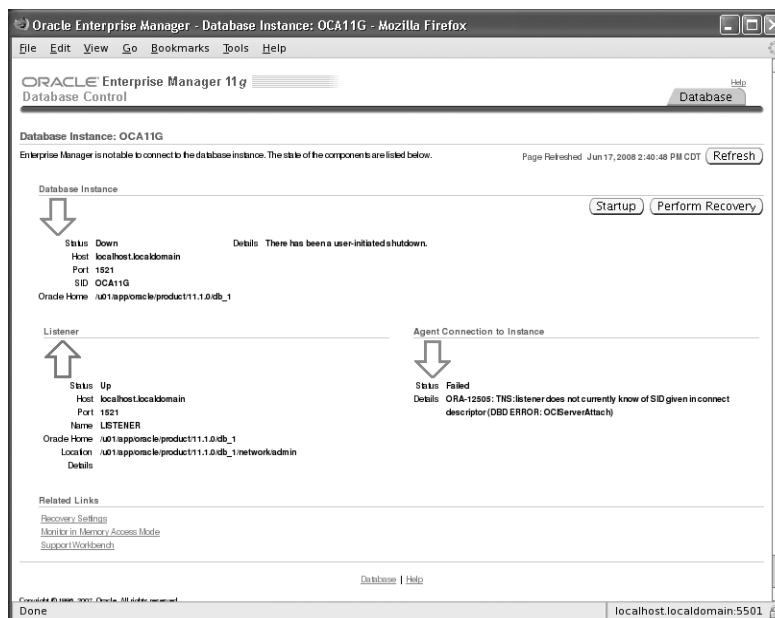 Oracle Enterprise Manager - Database Instance: OCA11G - Mozilla Firefox
File Edit View Go Bookmarks Tools Help
ORACLE Enterprise Manager 11g
Database Control
Help
Database
Database Instance: OCA11G
Enterprise Manager is not able to connect to the database instance. The state of the components are listed below.
Page Refreshed Jun 17, 2008 2:40:48 PM CDT Refresh
Database Instance
Startup Perform Recovery
Status Down
Details There has been a user-initiated shutdown.
Host localhost.localdomain
Port 1521
SID OCA11G
Oracle Home /u01/app/oracle/product/11.1.0/db_1
Listener
Status Up
Host localhost.localdomain
Port 1521
Name LISTENER
Oracle Home /u01/app/oracle/product/11.1.0/db_1
Location /u01/app/oracle/product/11.1.0/db_1/network/admin
Details
Agent Connection to Instance
Status Failed
Details ORA-12505: TNS:listener does not currently know of SID given in connect
descriptor (DBD ERROR: OCIServerAttach)
Related Links
Recovery Settings
Monitor in Memory Access Mode
Support Workbench
Database | Help
Copyright © 1996, 2007, Oracle. All rights reserved.
Done
localhost.localdomain:5501